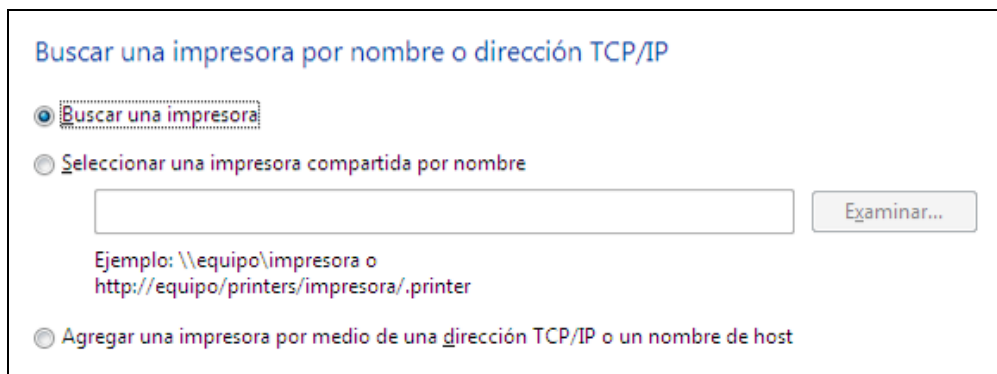 Buscar una impresora por nombre o dirección TCP/IP
Buscar una impresora
Seleccionar una impresora compartida por nombre
Examinar...
Ejemplo: \\equipo\impresora o
http://equipo/printers/impresora/.printer
Agregar una impresora por medio de una dirección TCP/IP o un nombre de host